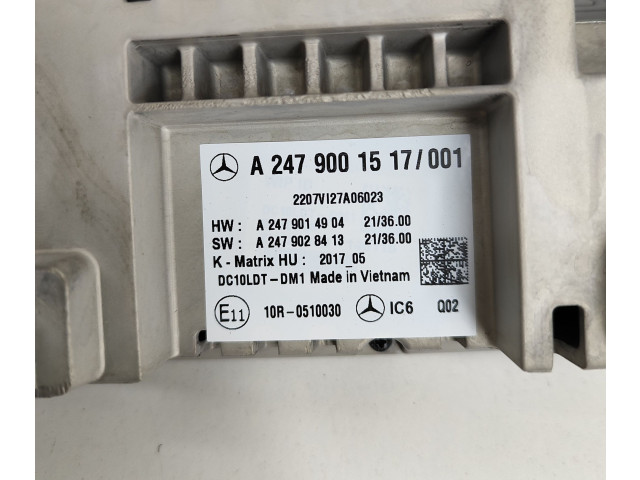 A 247 900 15 17/001
2207VI27A06023
HW : A 247 901 49 04 21/36.00
SW : A 247 902 84 13 21/36.00
K - Matrix HU : 2017_05
DC10LDT-DM1 Made in Vietnam
E11 10R-0510030 IC6 Q02